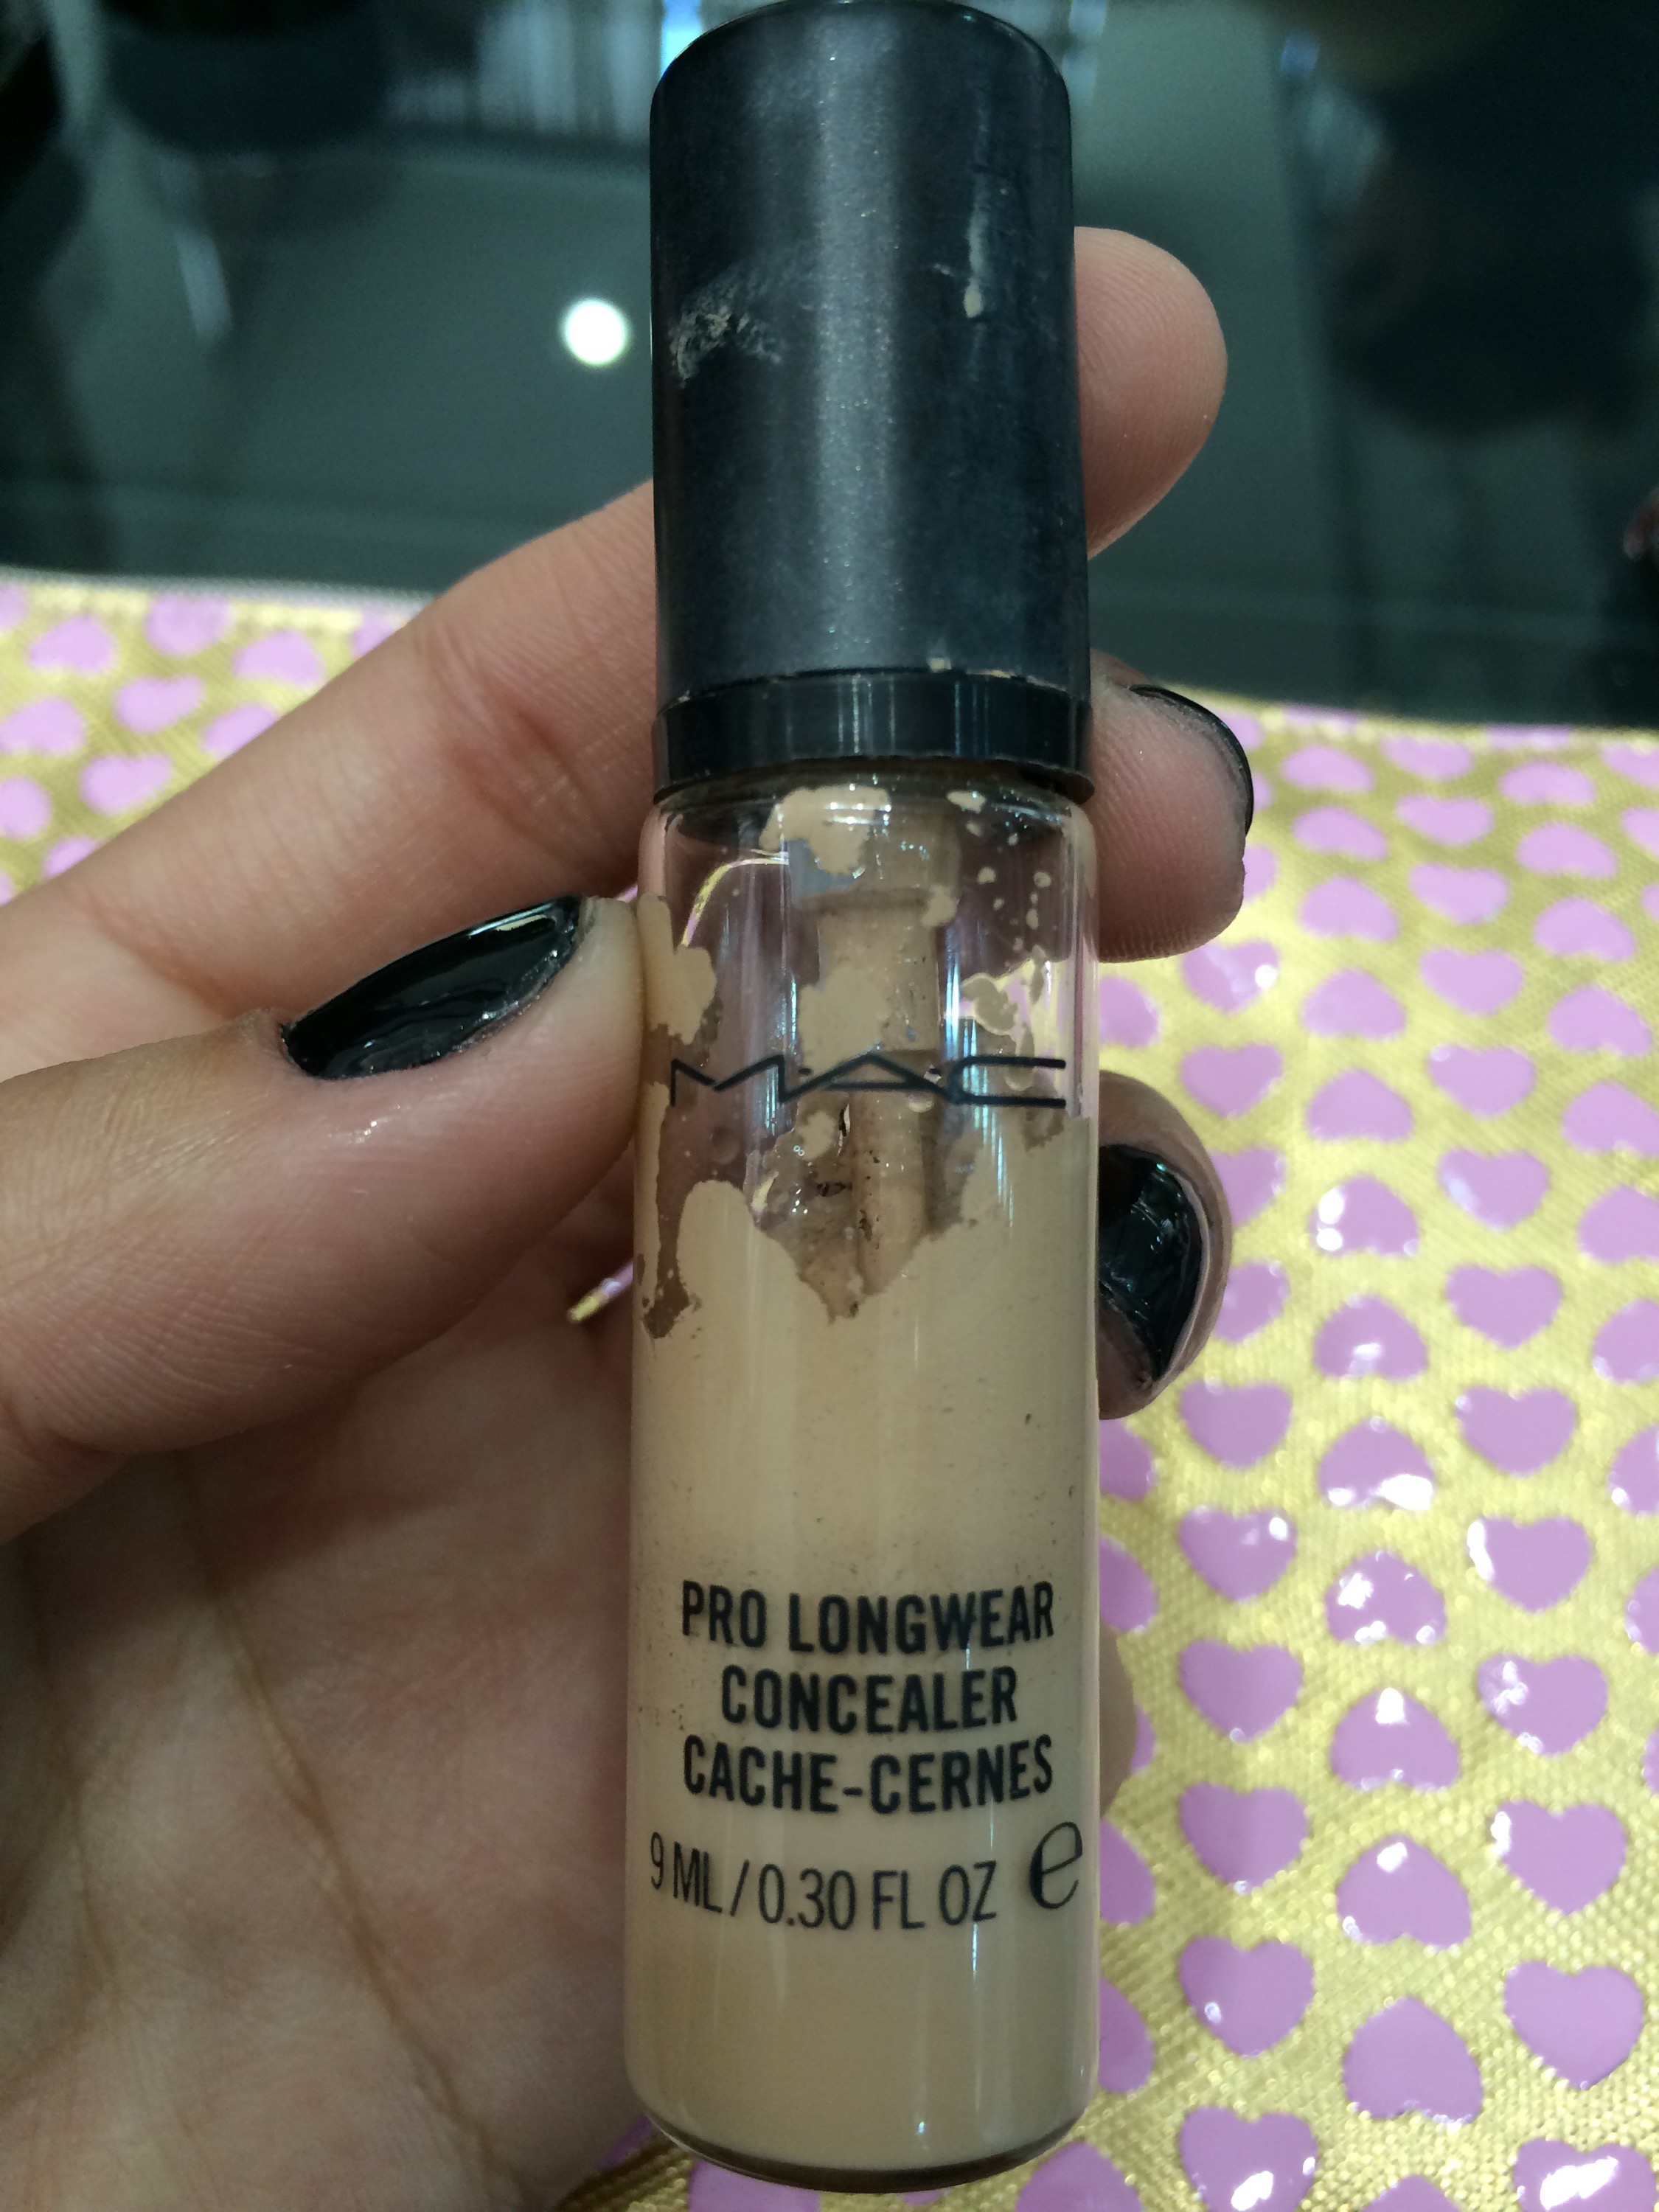 MAC
PRO LONGWEAR
CONCEALER
CACHE-CERNES
9 ML / 0.30 FL OZ e